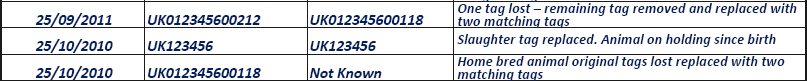 25/09/2011 UK012345600212 UK012345600118 One tag lost – remaining tag removed and replaced with
two matching tags
25/10/2010 UK123456 UK123456 Slaughter tag replaced. Animal on holding since birth
25/10/2010 UK012345600118 Not Known Home bred animal original tags lost replaced with two
matching tags